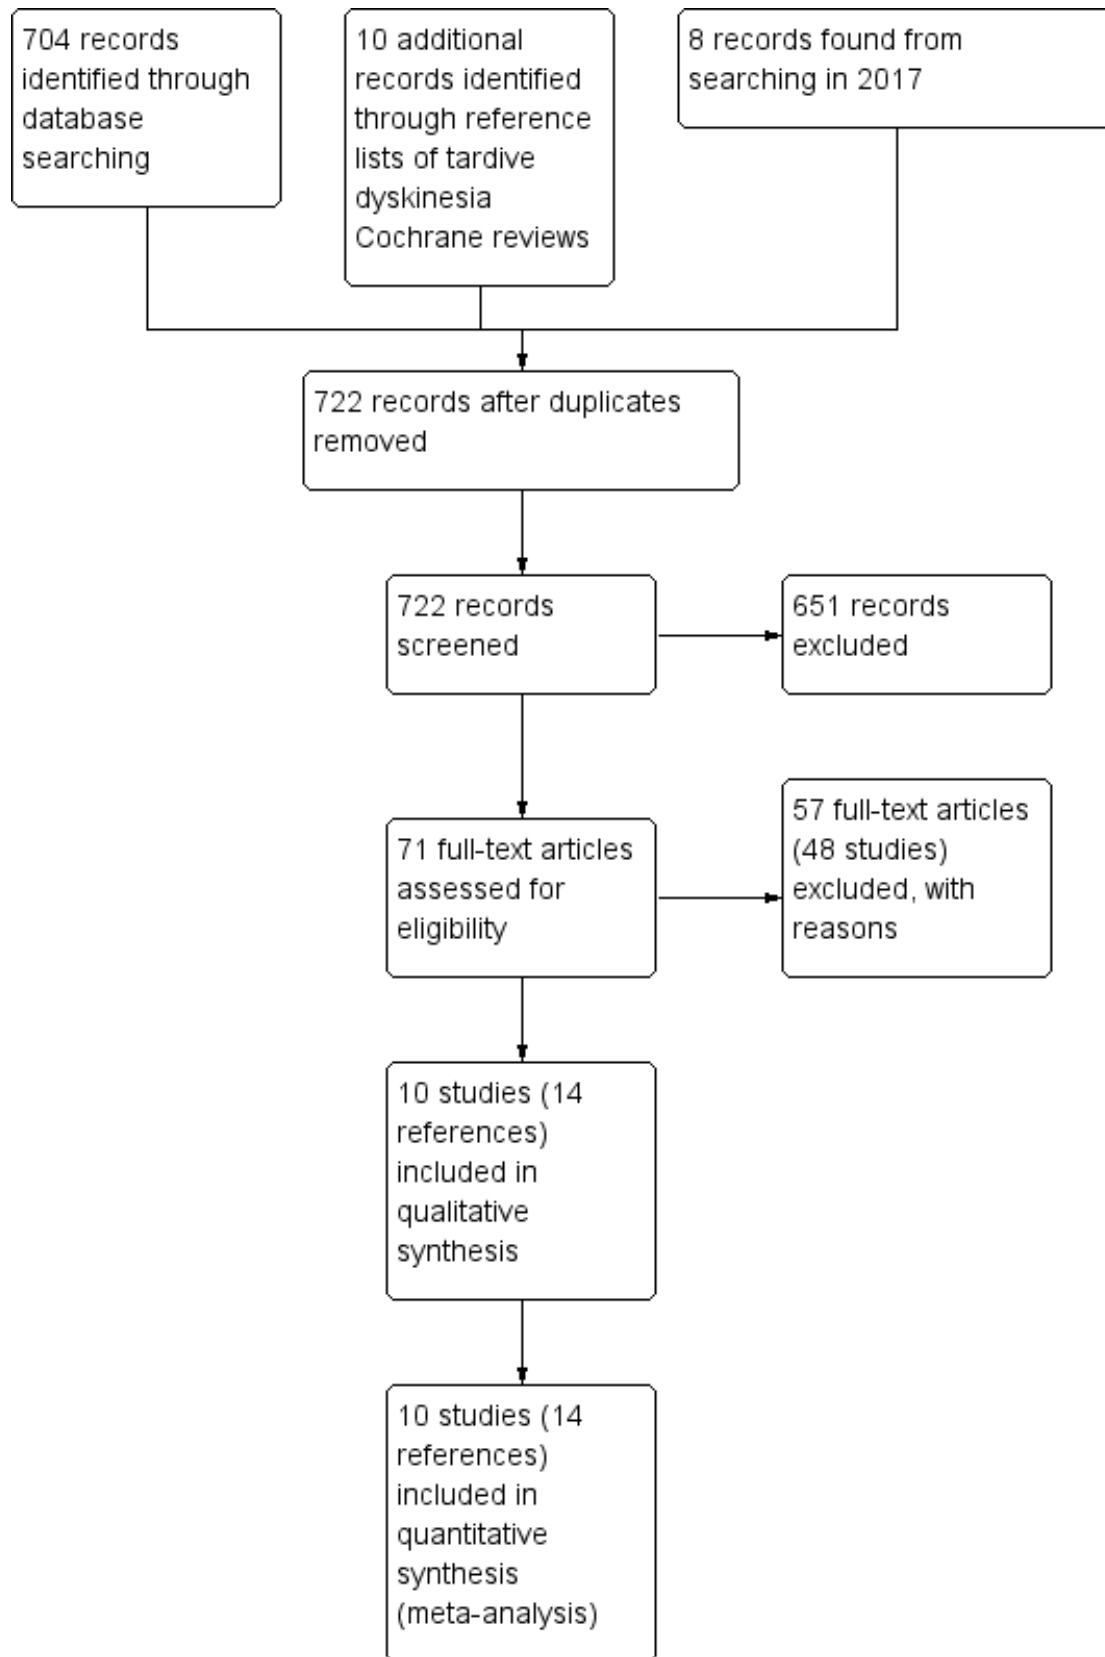 704 records
identified through
database
searching
10 additional
records identified
through reference
lists of tardive
dyskinesia
Cochrane reviews
8 records found from
searching in 2017
722 records after duplicates
removed
722 records
screened
651 records
excluded
71 full-text articles
assessed for
eligibility
57 full-text articles
(48 studies)
excluded, with
reasons
10 studies (14
references)
included in
qualitative
synthesis
10 studies (14
references)
included in
quantitative
synthesis
(meta-analysis)